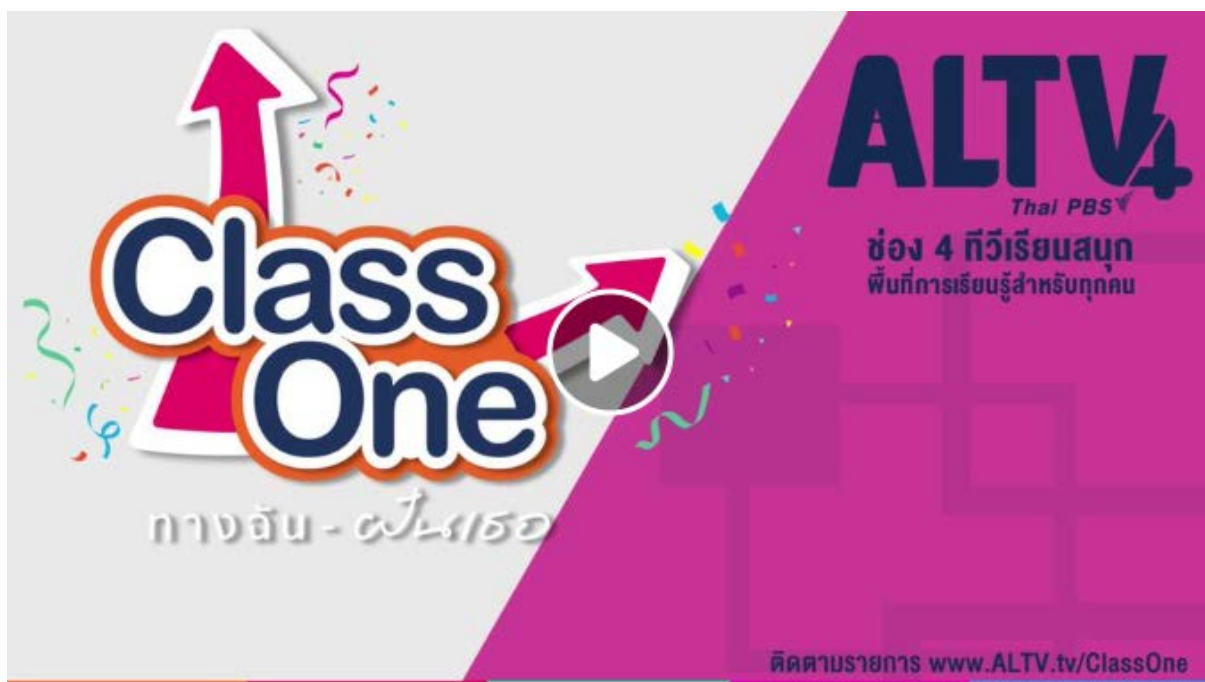 Class
One
ทางฉัน - ฝันเธอ
ALTV4
Thai PBS
ช่อง 4 ทีวีเรียนสนุก
พื้นที่การเรียนรู้สำหรับทุกคน
ติดตามรายการ www.ALTV.tv/ClassOne